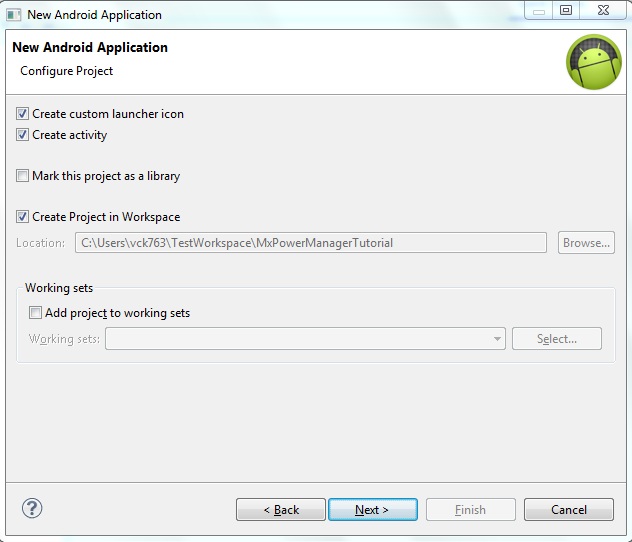 New Android Application
New Android Application
Configure Project
Create custom launcher icon
Create activity
Mark this project as a library
Create Project in Workspace
Location: C:\Users\vck763\TestWorkspace\MxPowerManagerTutorial Browse...
Working sets
Add project to working sets
Working sets: Select...
? < Back Next > Finish Cancel